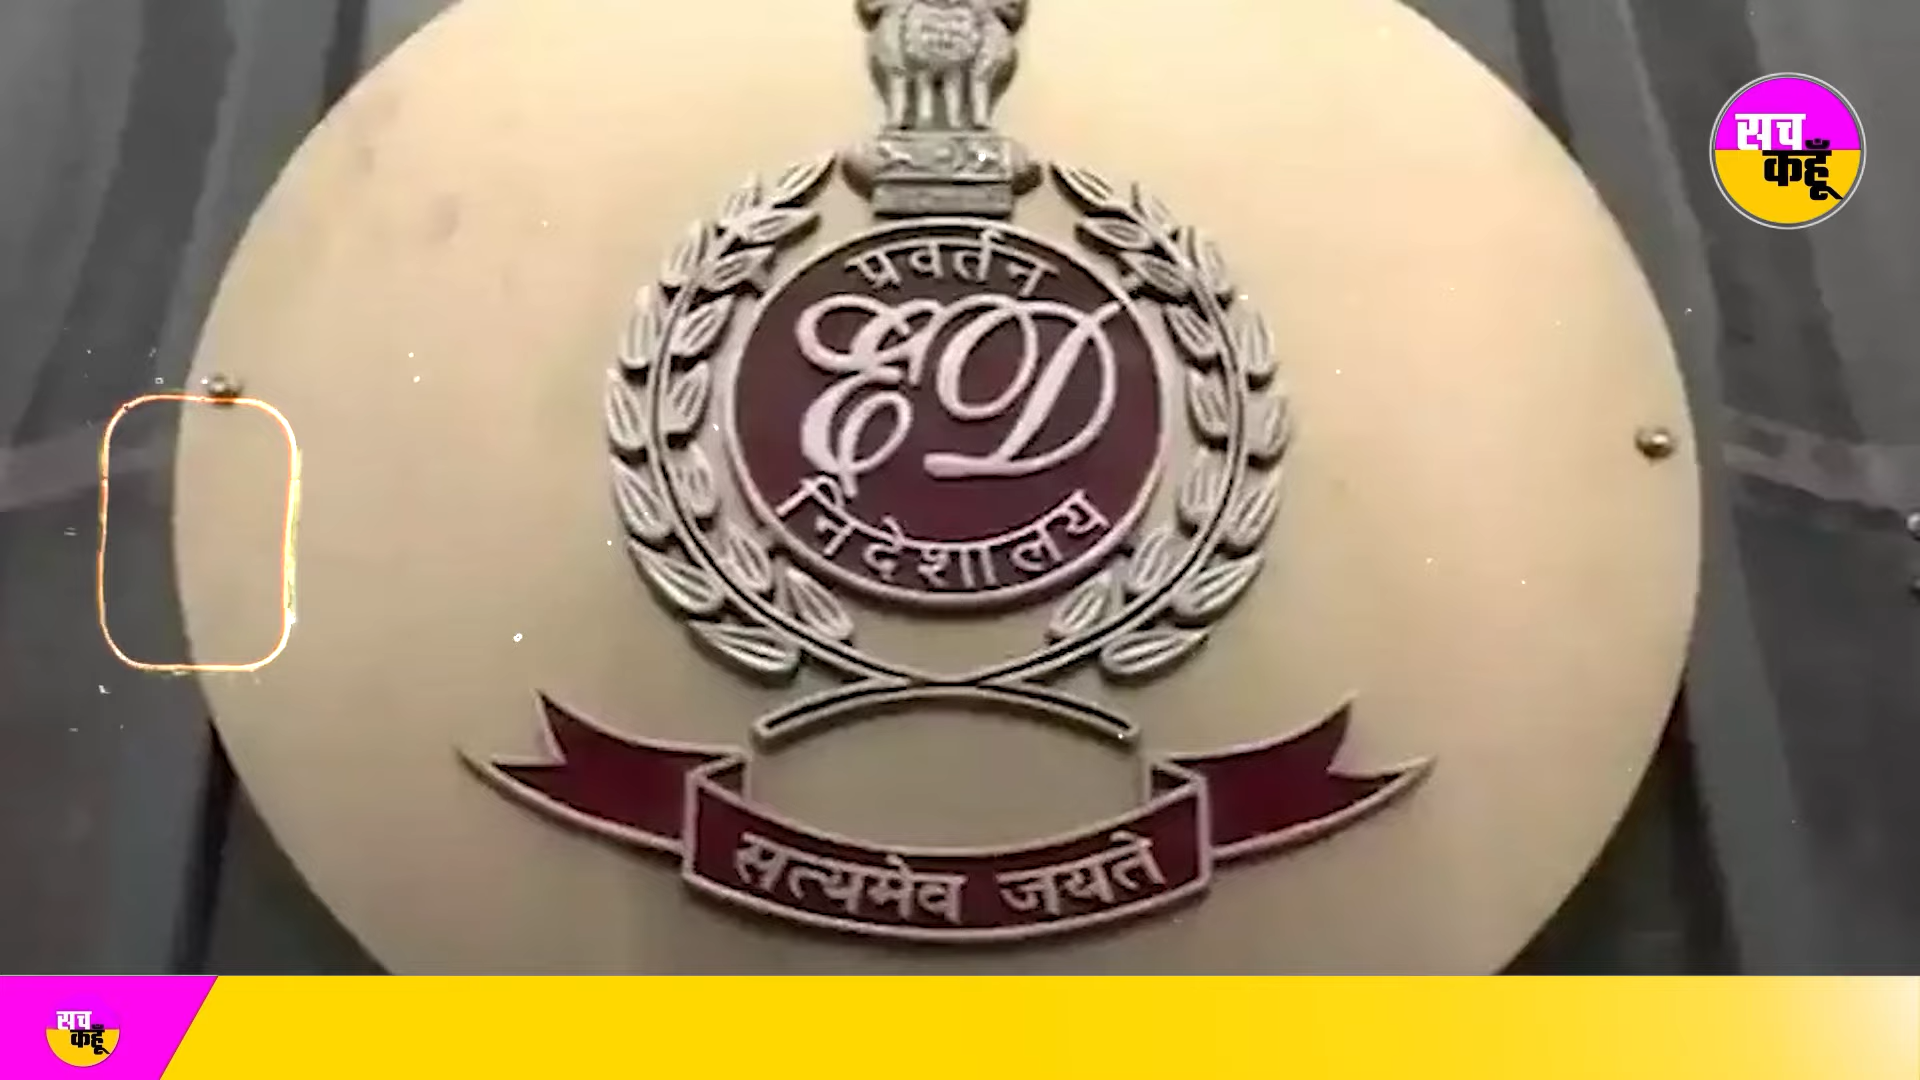 सच
कहूँ
प्रवर्तन
ED
निदेशालय
सत्यमेव जयते
सच
कहूँ